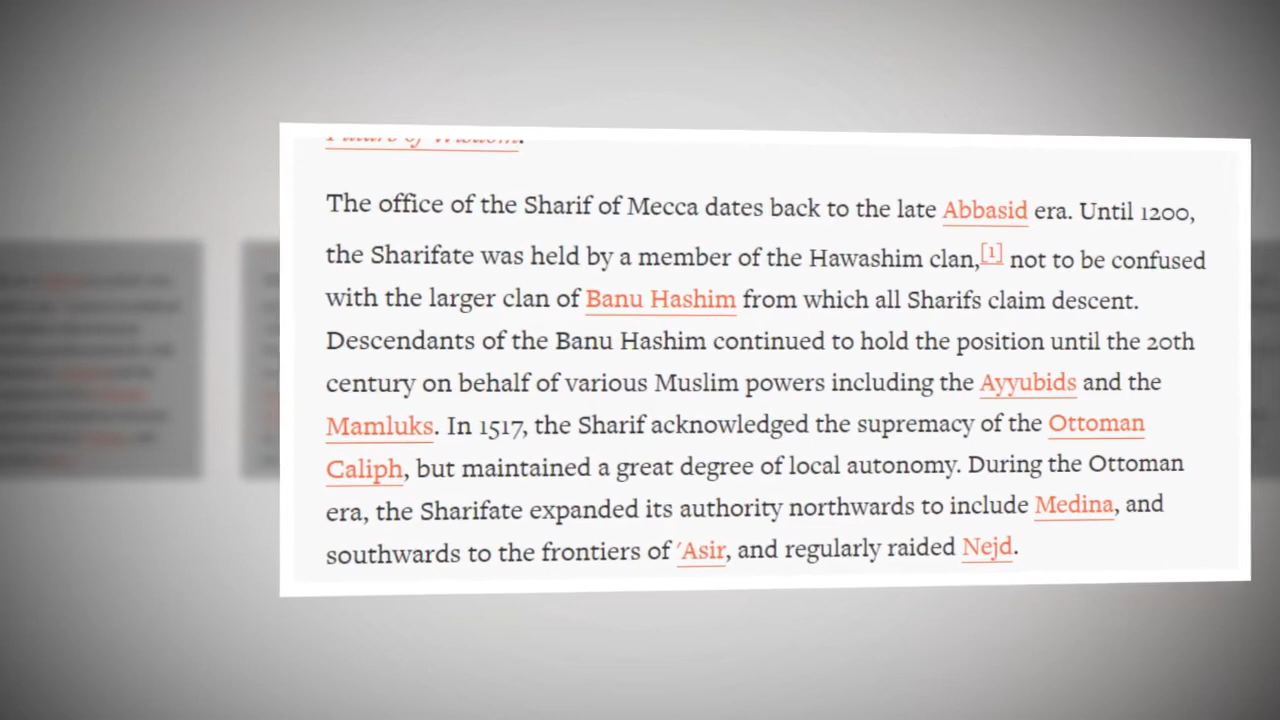 The office of the Sharif of Mecca dates back to the late Abbasid era. Until 1200,
the Sharifate was held by a member of the Hawashim clan,[1] not to be confused
with the larger clan of Banu Hashim from which all Sharifs claim descent.
Descendants of the Banu Hashim continued to hold the position until the 20th
century on behalf of various Muslim powers including the Ayyubids and the
Mamluks. In 1517, the Sharif acknowledged the supremacy of the Ottoman
Caliph, but maintained a great degree of local autonomy. During the Ottoman
era, the Sharifate expanded its authority northwards to include Medina, and
southwards to the frontiers of ʻAsir, and regularly raided Nejd.